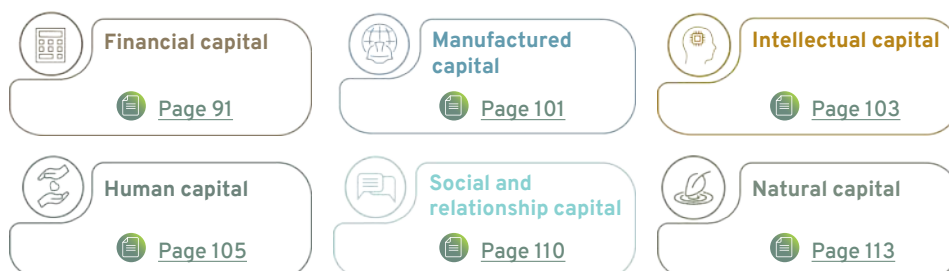 Financial capital
Page 91
Manufactured
capital
Page 101
Intellectual capital
Page 103
Human capital
Page 105
Social and
relationship capital
Page 110
Natural capital
Page 113